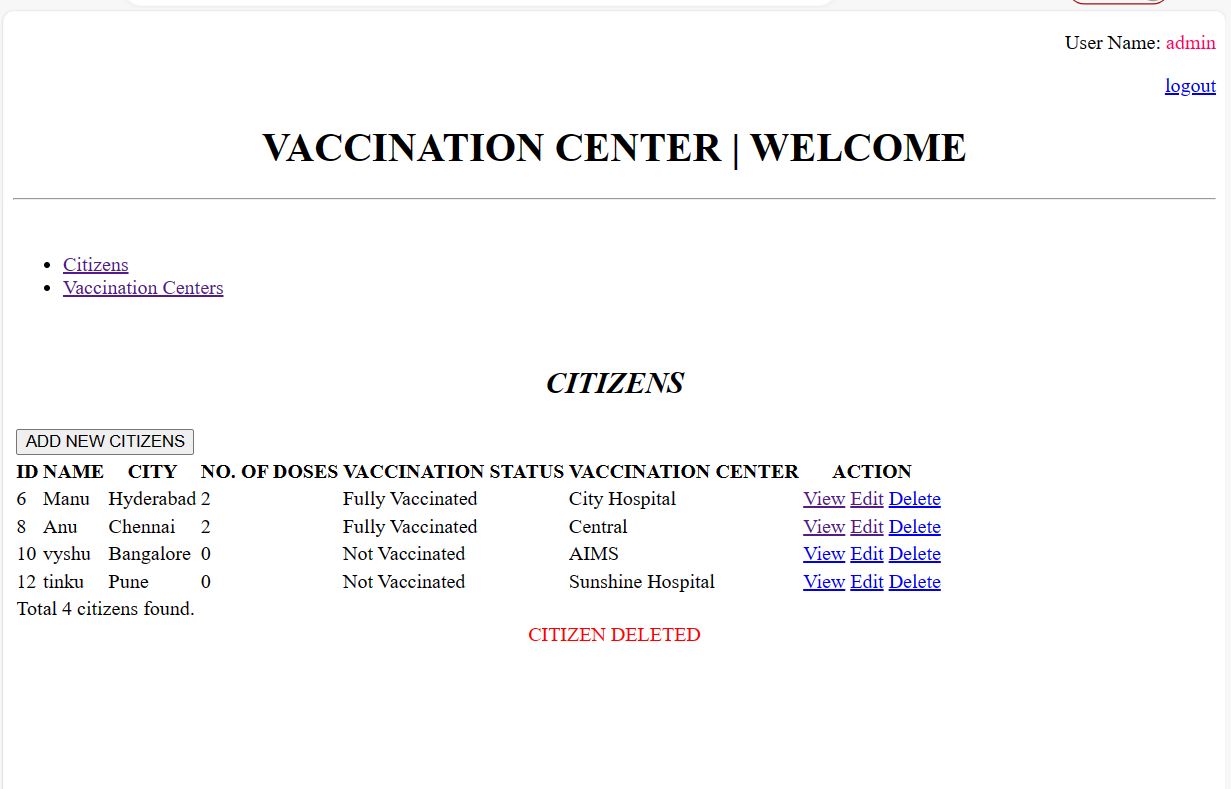 User Name: admin
logout
VACCINATION CENTER | WELCOME
Citizens
Vaccination Centers
CITIZENS
ADD NEW CITIZENS
ID NAME CITY NO. OF DOSES VACCINATION STATUS VACCINATION CENTER ACTION
6 Manu Hyderabad 2 Fully Vaccinated City Hospital View Edit Delete
8 Anu Chennai 2 Fully Vaccinated Central View Edit Delete
10 vyshu Bangalore 0 Not Vaccinated AIMS View Edit Delete
12 tinku Pune 0 Not Vaccinated Sunshine Hospital View Edit Delete
Total 4 citizens found.
CITIZEN DELETED